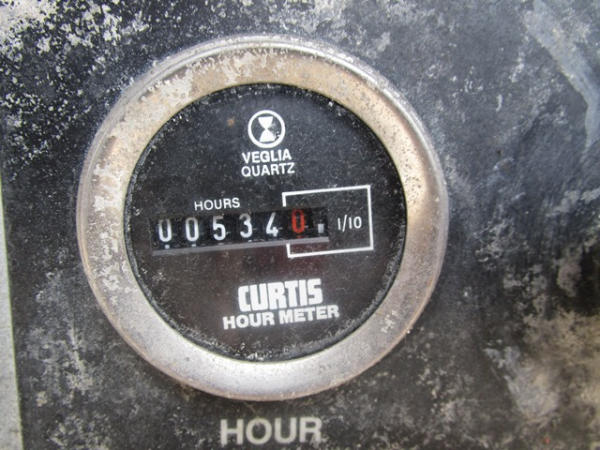 VEGLIA
QUARTZ
HOURS
005340 1/10
CURTIS
HOUR METER
HOUR